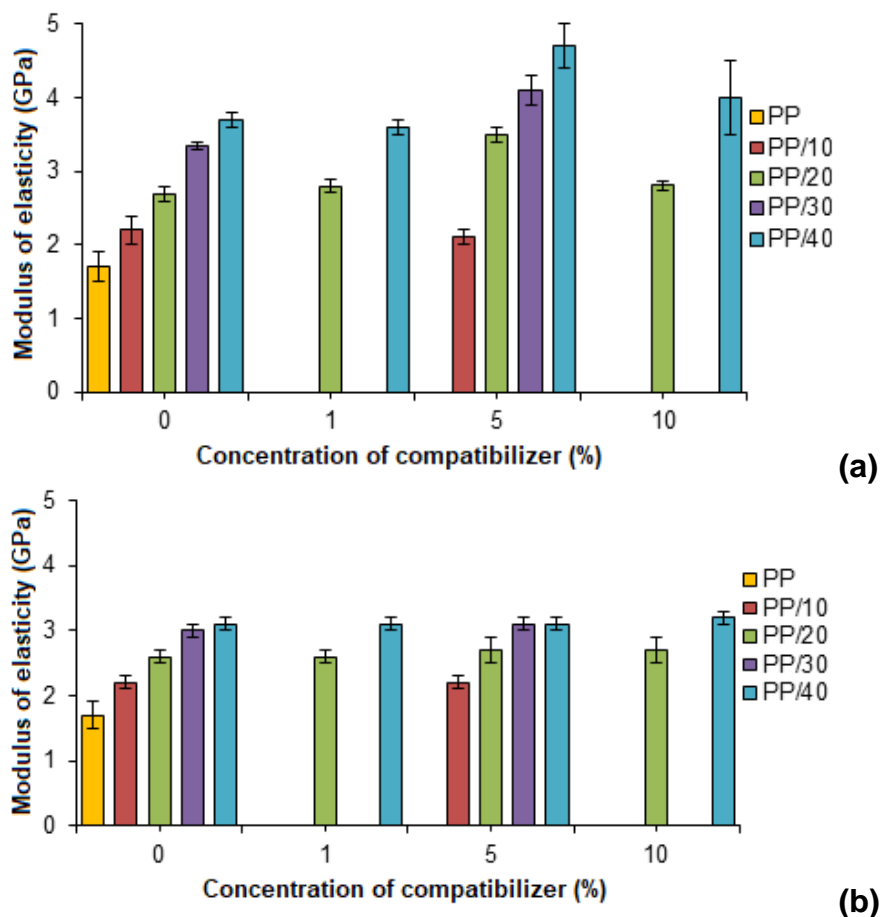 Modulus of elasticity (GPa)
5
4
3
2
1
0
0 1 5 10
Concentration of compatibilizer (%)
PP
PP/10
PP/20
PP/30
PP/40
(a)
Modulus of elasticity (GPa)
5
4
3
2
1
0
0 1 5 10
Concentration of compatibilizer (%)
PP
PP/10
PP/20
PP/30
PP/40
(b)